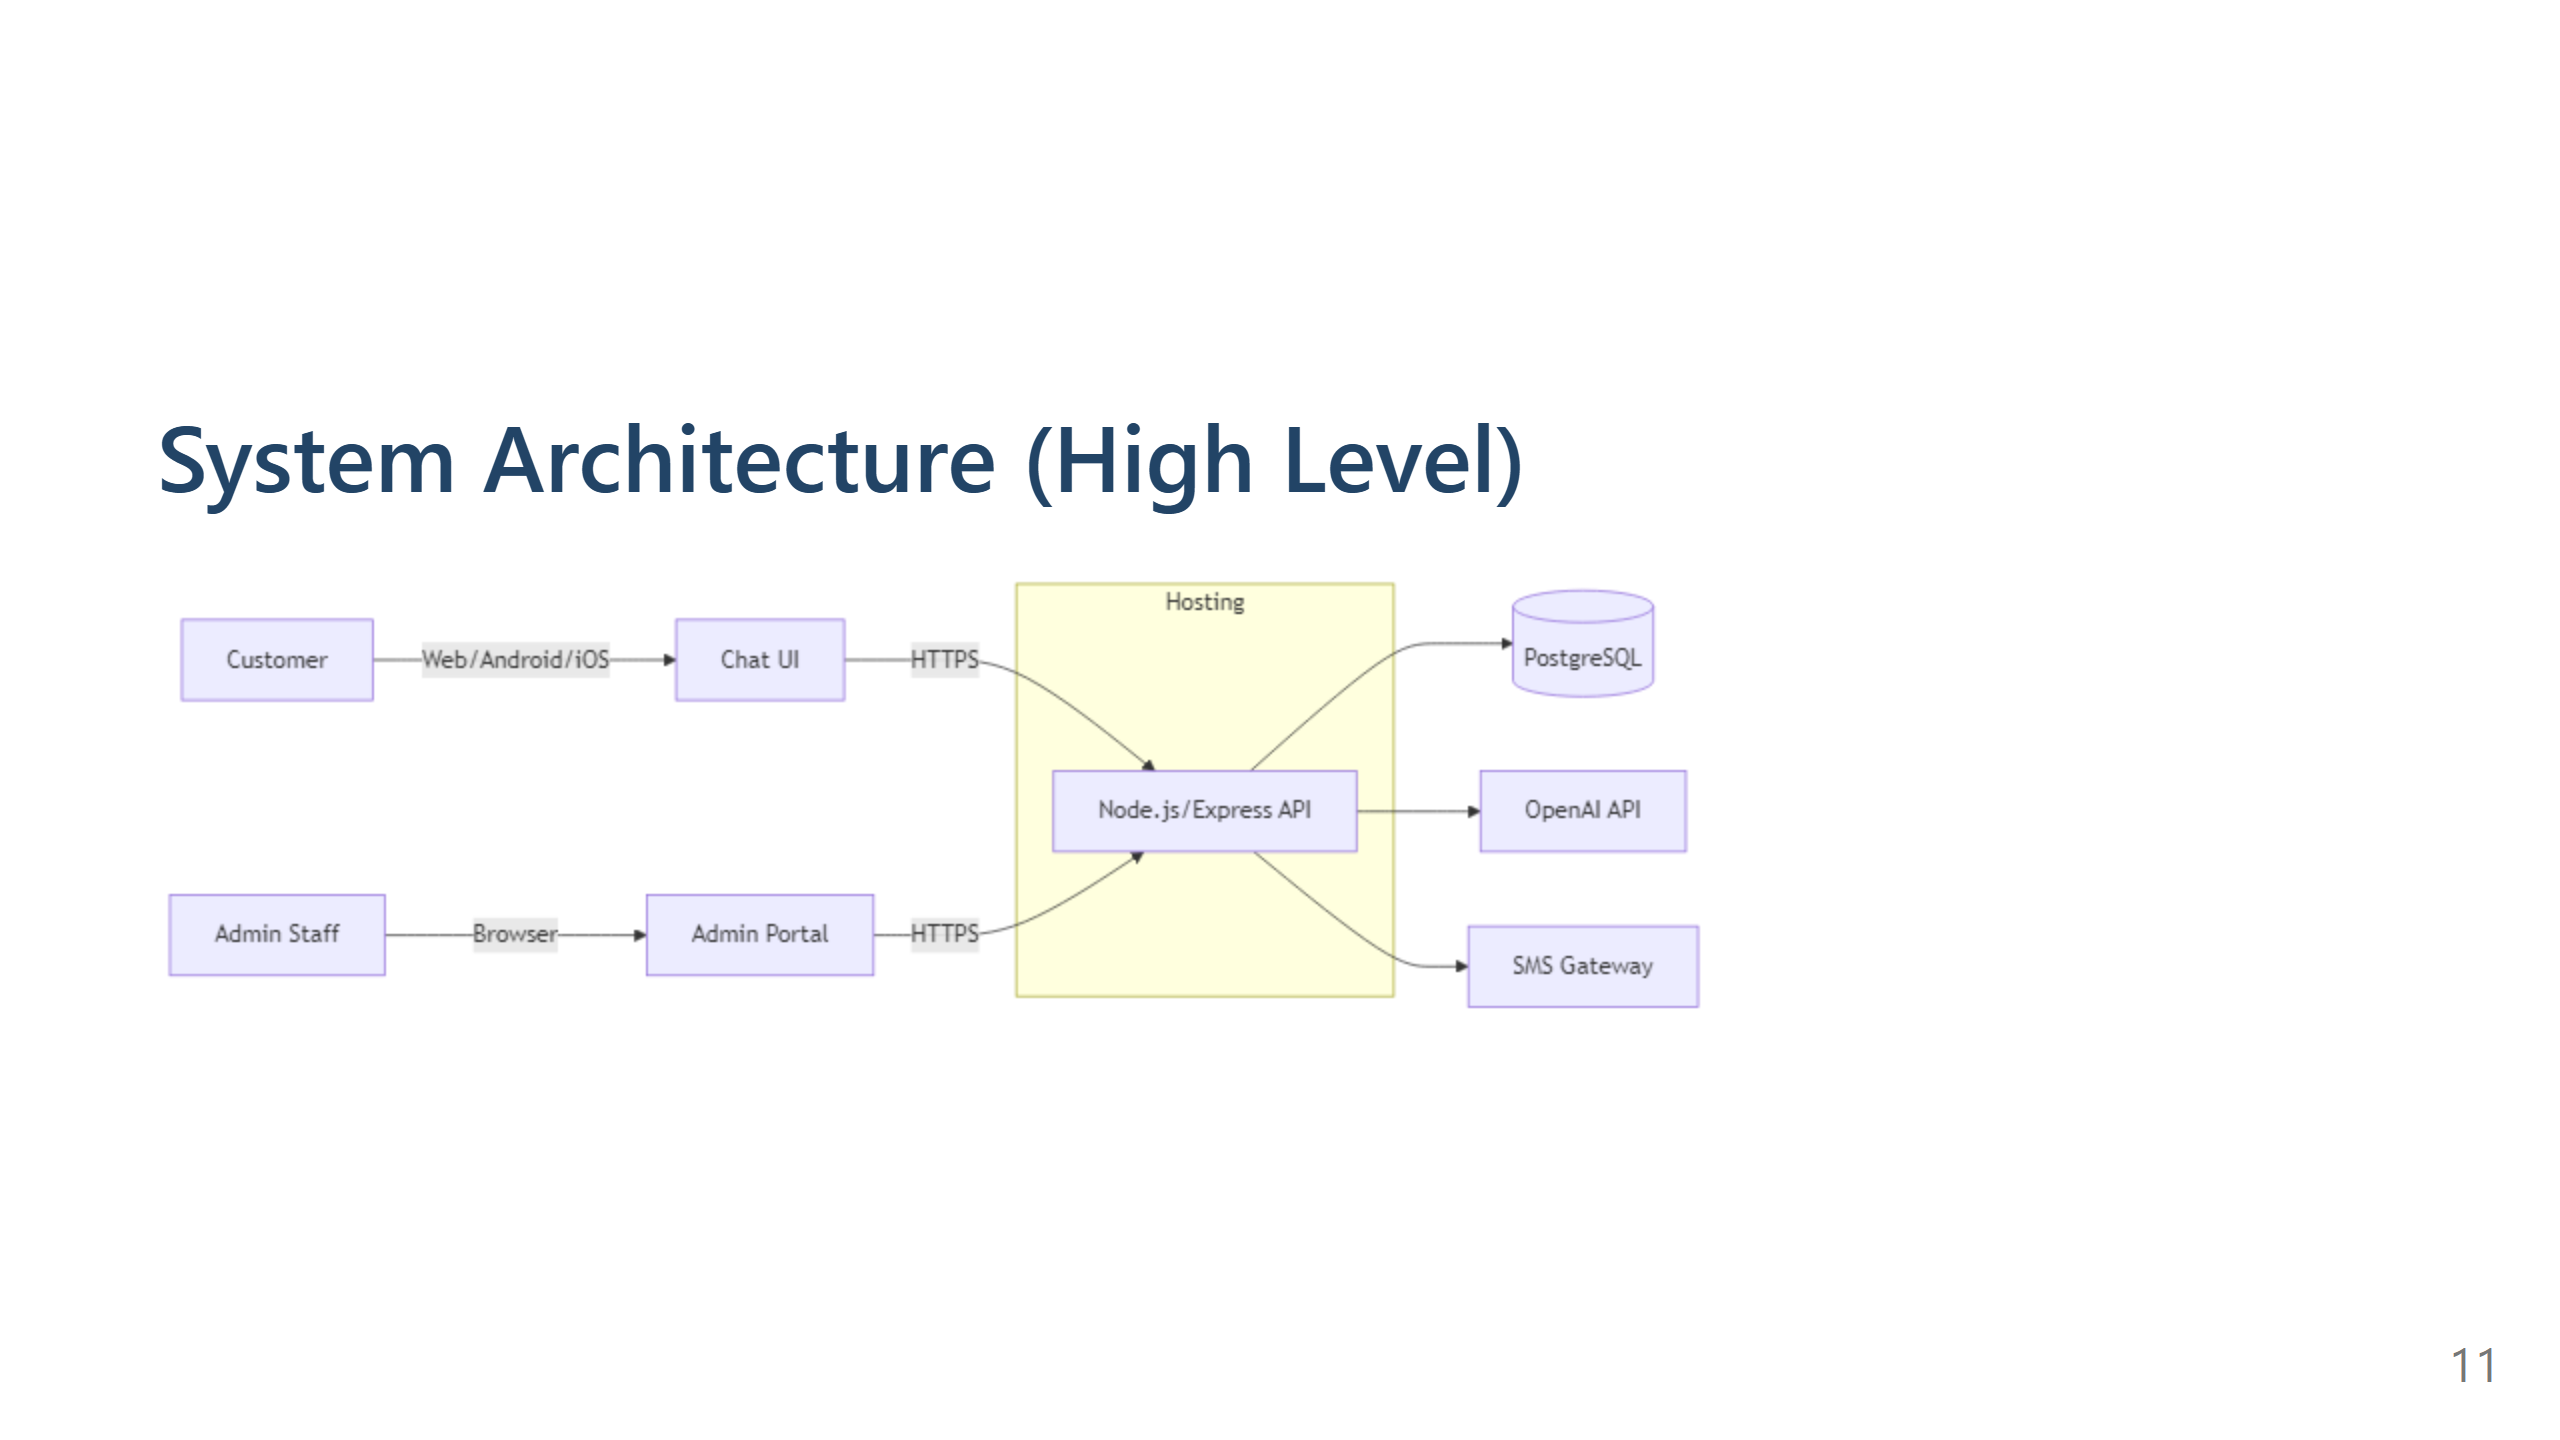 System Architecture (High Level)
Hosting
Customer
Web/Android/iOS
Chat UI
HTTPS
PostgreSQL
Node.js/Express API
OpenAI API
Admin Staff
Browser
Admin Portal
HTTPS
SMS Gateway
11